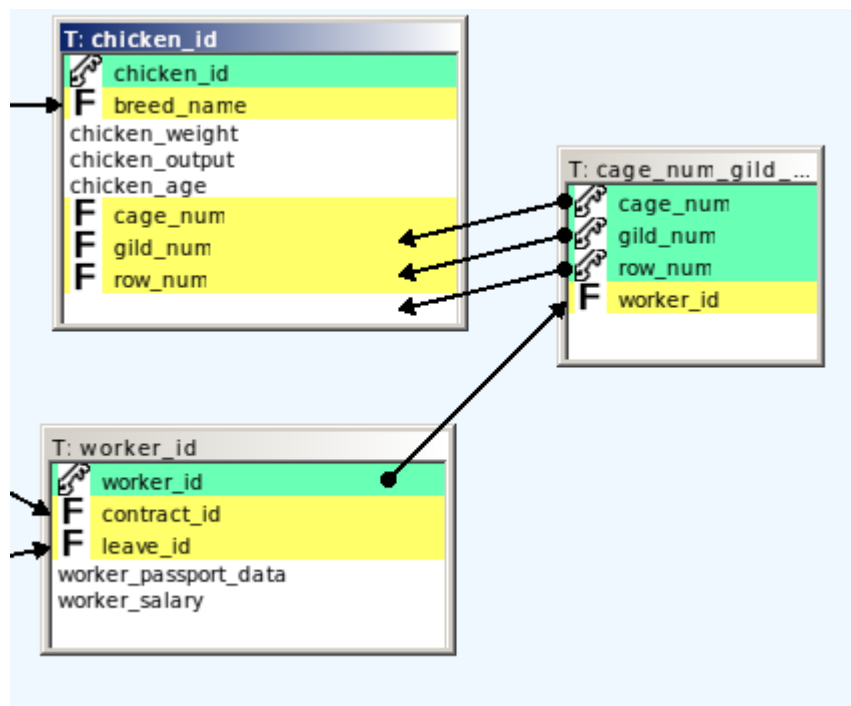 T: chicken_id
chicken_id
F breed_name
chicken_weight
chicken_output
chicken_age
F cage_num
F gild_num
F row_num
T: cage_num_gild_...
cage_num
gild_num
row_num
F worker_id
T: worker_id
worker_id
F contract_id
F leave_id
worker_passport_data
worker_salary